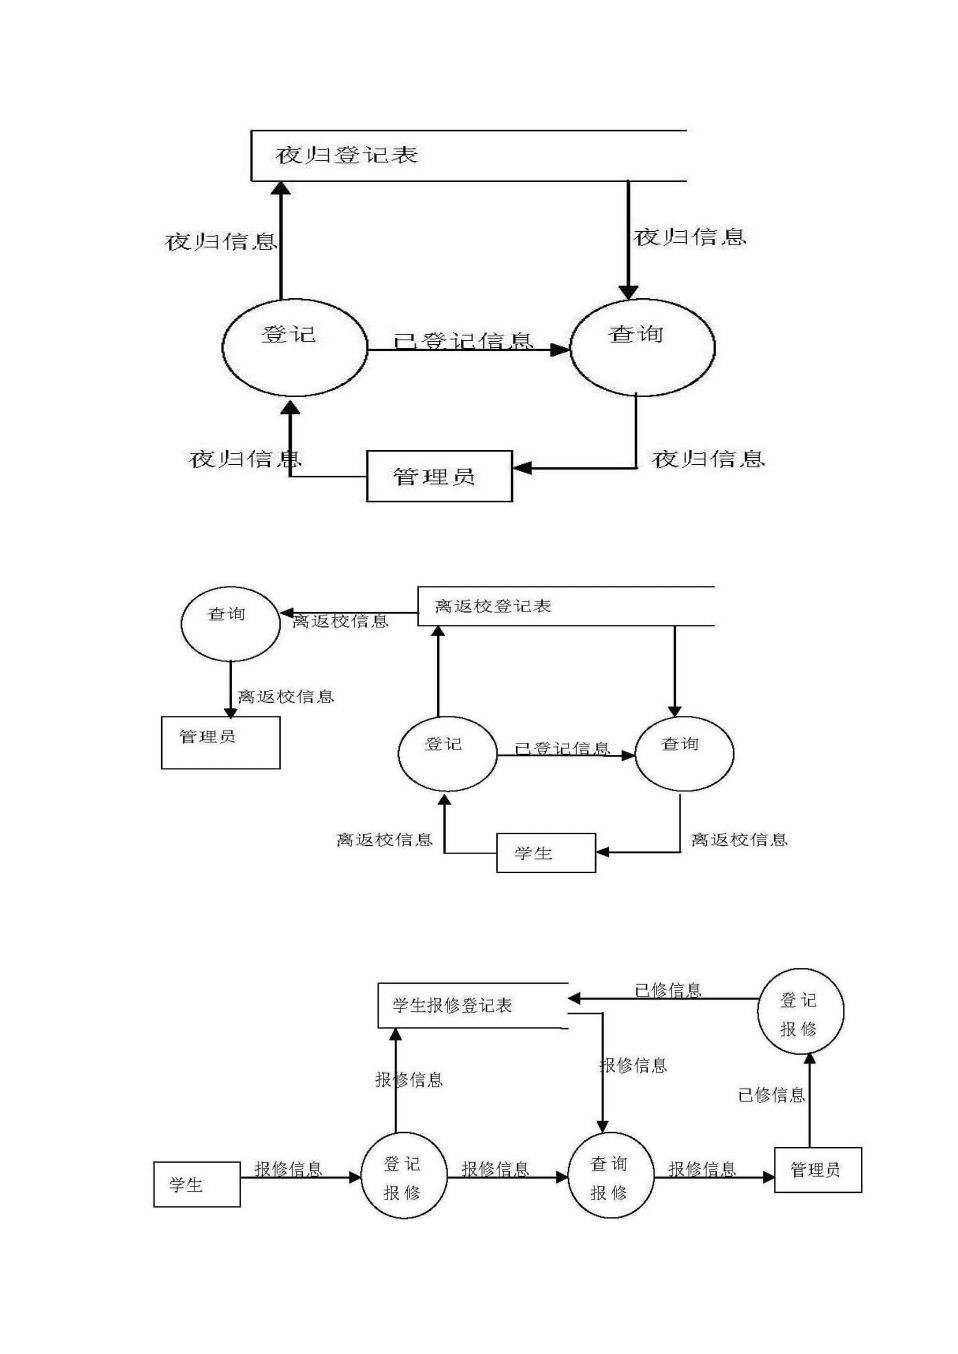 夜归登记表
夜归信息
夜归信息
登记
已登记信息
查询
夜归信息
管理员
夜归信息
查询
离返校信息
离返校登记表
离返校信息
管理员
登记
已登记信息
查询
离返校信息
学生
离返校信息
学生报修登记表
已修信息
登记
报修
报修信息
报修信息
已修信息
学生
报修信息
登记
报修
报修信息
查询
报修
报修信息
管理员